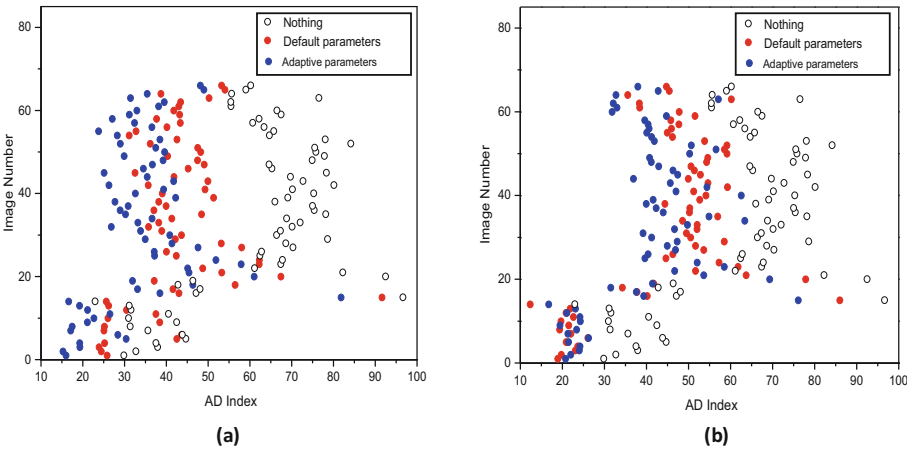 80
60
40
20
0
Image Number
10 20 30 40 50 60 70 80 90 100
AD Index
Nothing
Default parameters
Adaptive parameters
(a)
80
60
40
20
0
Image Number
10 20 30 40 50 60 70 80 90 100
AD Index
Nothing
Default parameters
Adaptive parameters
(b)